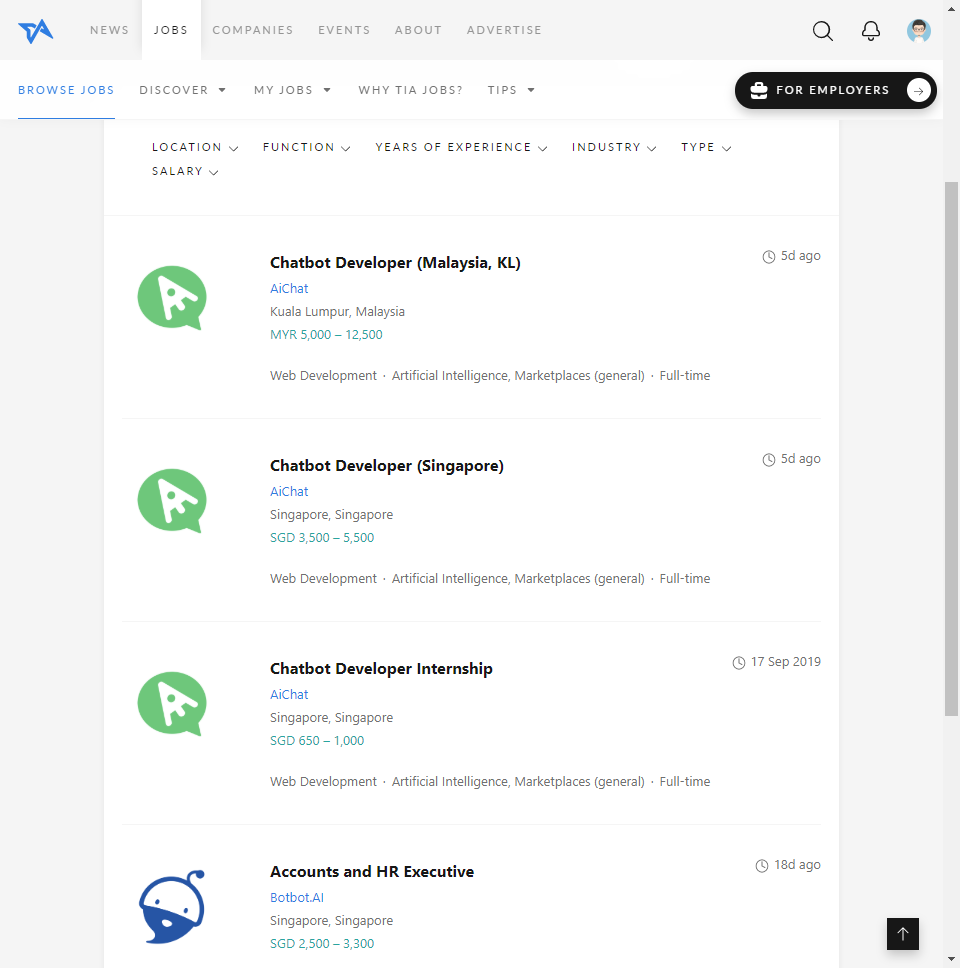 NEWS JOBS COMPANIES EVENTS ABOUT ADVERTISE
BROWSE JOBS DISCOVER MY JOBS WHY TIA JOBS? TIPS FOR EMPLOYERS
LOCATION FUNCTION YEARS OF EXPERIENCE INDUSTRY TYPE
SALARY
Chatbot Developer (Malaysia, KL) 5d ago
AiChat
Kuala Lumpur, Malaysia
MYR 5,000 – 12,500
Web Development · Artificial Intelligence, Marketplaces (general) · Full-time
Chatbot Developer (Singapore) 5d ago
AiChat
Singapore, Singapore
SGD 3,500 – 5,500
Web Development · Artificial Intelligence, Marketplaces (general) · Full-time
Chatbot Developer Internship 17 Sep 2019
AiChat
Singapore, Singapore
SGD 650 – 1,000
Web Development · Artificial Intelligence, Marketplaces (general) · Full-time
Accounts and HR Executive 18d ago
Botbot.AI
Singapore, Singapore
SGD 2,500 – 3,300